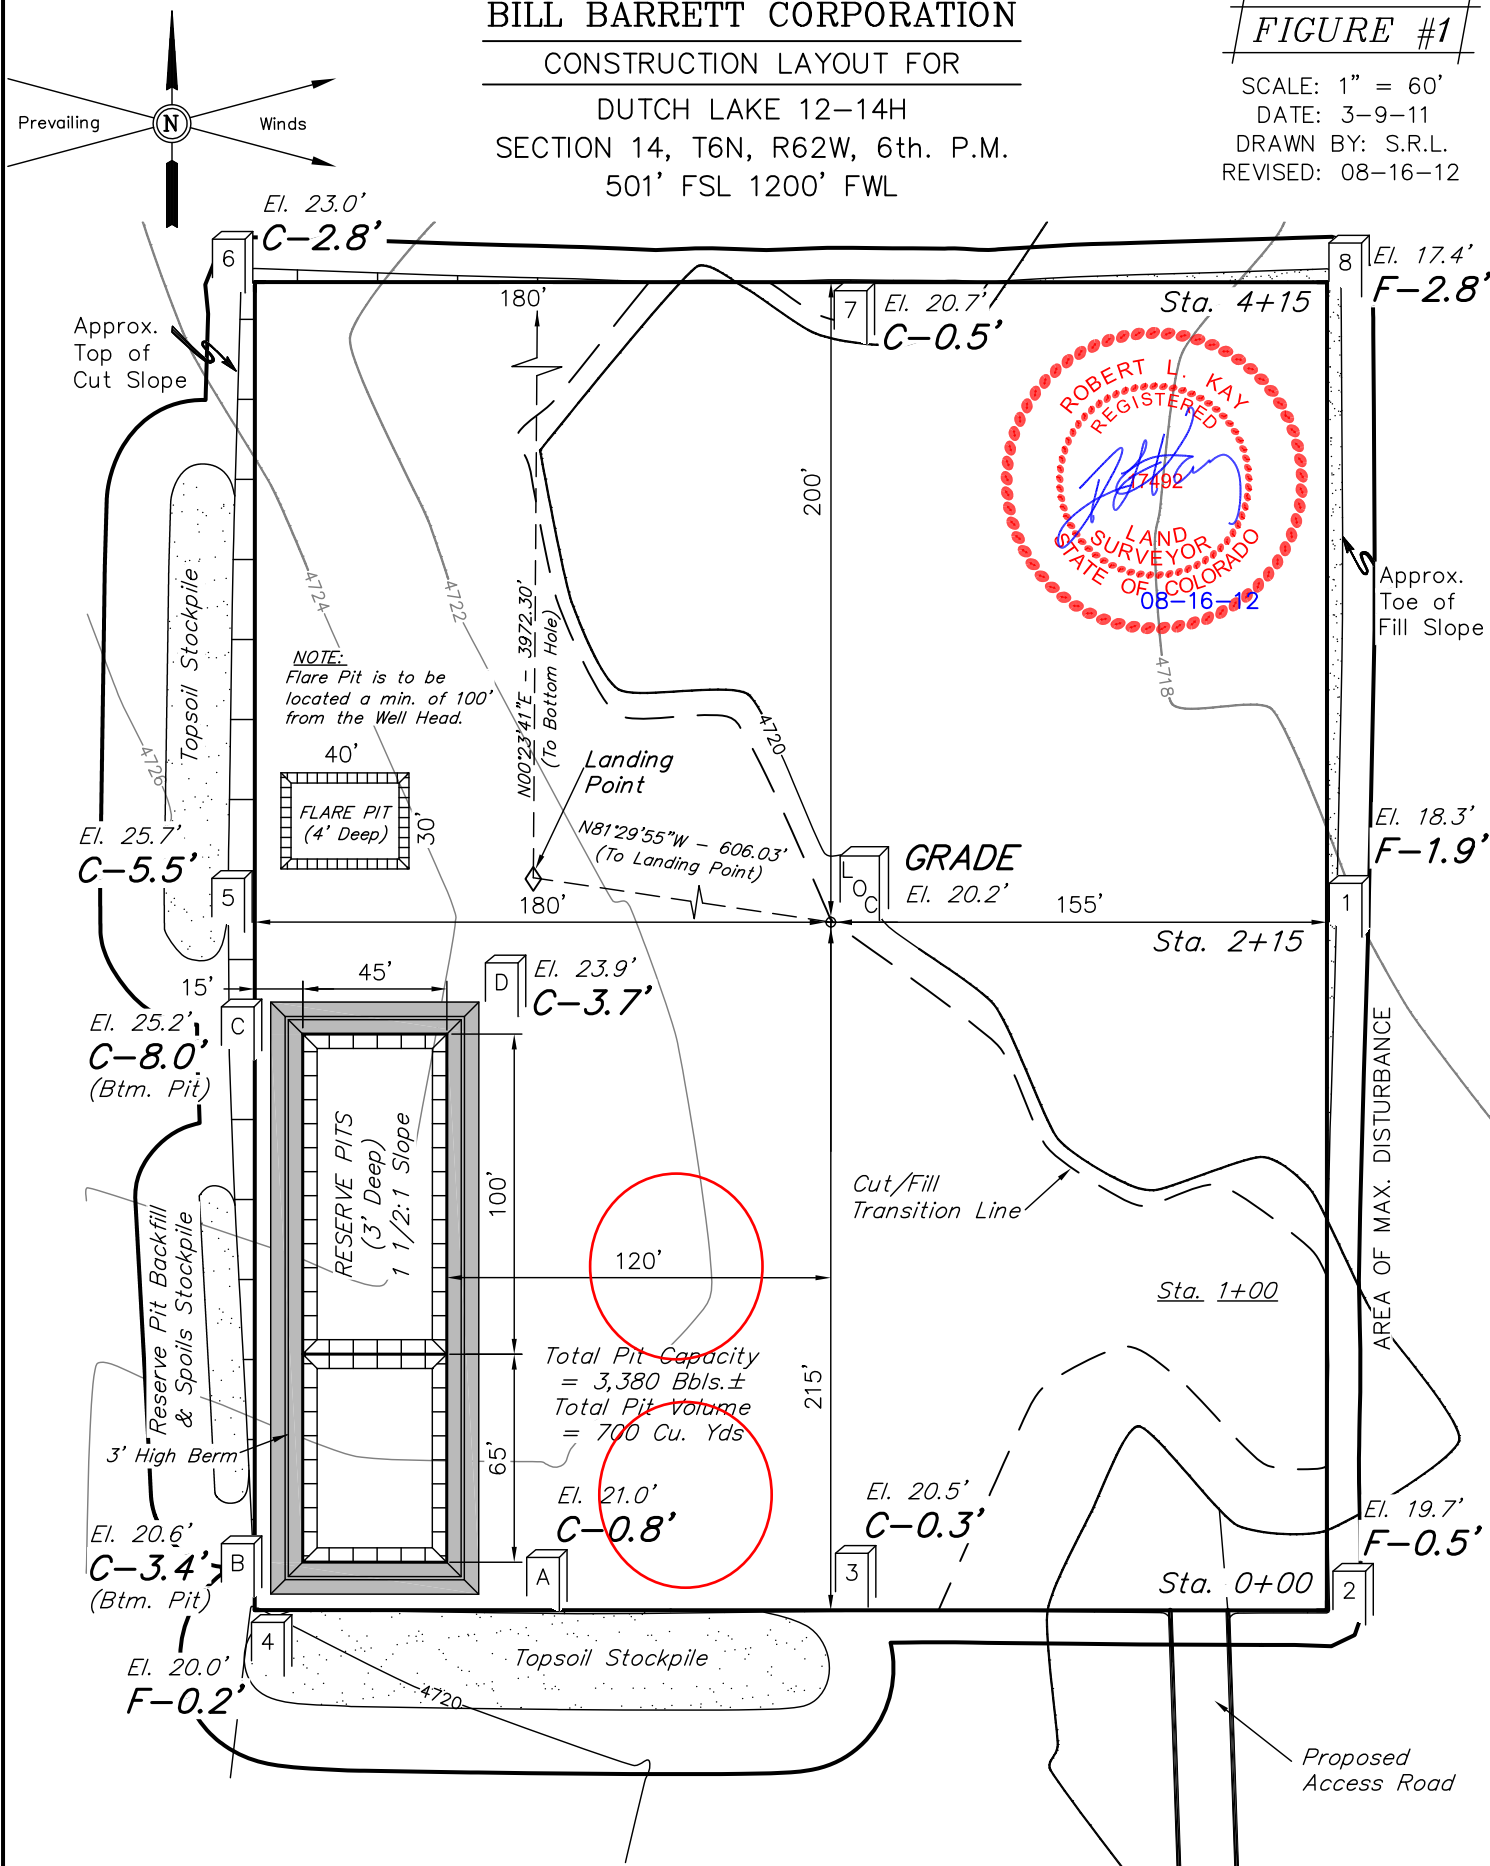 BILL BARRETT CORPORATION
CONSTRUCTION LAYOUT FOR
DUTCH LAKE 12-14H
SECTION 14, T6N, R62W, 6th. P.M.
501' FSL 1200' FWL
FIGURE #1
SCALE: 1" = 60'
DATE: 3-9-11
DRAWN BY: S.R.L.
REVISED: 08-16-12
Prevailing
N
Winds
El. 23.0'
C-2.8'
6
Approx.
Top of
Cut Slope
180'
7
El. 20.7'
C-0.5'
Sta. 4+15
8
El. 17.4'
F-2.8'
ROBERT L. KAY
REGISTERED
17492
LAND
SURVEYOR
STATE OF COLORADO
08-16-12
200'
Approx.
Toe of
Fill Slope
4724
4722
4718
4726
4720
Topsoil Stockpile
NOTE:
Flare Pit is to be
located a min. of 100'
from the Well Head.
40'
FLARE PIT
(4' Deep)
30'
N00°23'41"E - 3972.30'
(To Bottom Hole)
Landing
Point
N81°29'55"W - 606.03'
(To Landing Point)
El. 25.7'
C-5.5'
5
180'
LOC
GRADE
El. 20.2'
155'
Sta. 2+15
El. 18.3'
F-1.9'
1
15'
45'
D
El. 23.9'
C-3.7'
El. 25.2'
C-8.0'
(Btm. Pit)
C
RESERVE PITS
(3' Deep)
1 1/2:1 Slope
100'
120'
Cut/Fill
Transition Line
Sta. 1+00
AREA OF MAX. DISTURBANCE
Reserve Pit Backfill
& Spoils Stockpile
3' High Berm
Total Pit Capacity
= 3,380 Bbls.±
Total Pit Volume
= 700 Cu. Yds
215'
65'
El. 20.6'
C-3.4'
(Btm. Pit)
B
El. 21.0'
C-0.8'
A
El. 20.5'
C-0.3'
3
Sta. 0+00
El. 19.7'
F-0.5'
2
4
El. 20.0'
F-0.2'
Topsoil Stockpile
4720
Proposed
Access Road